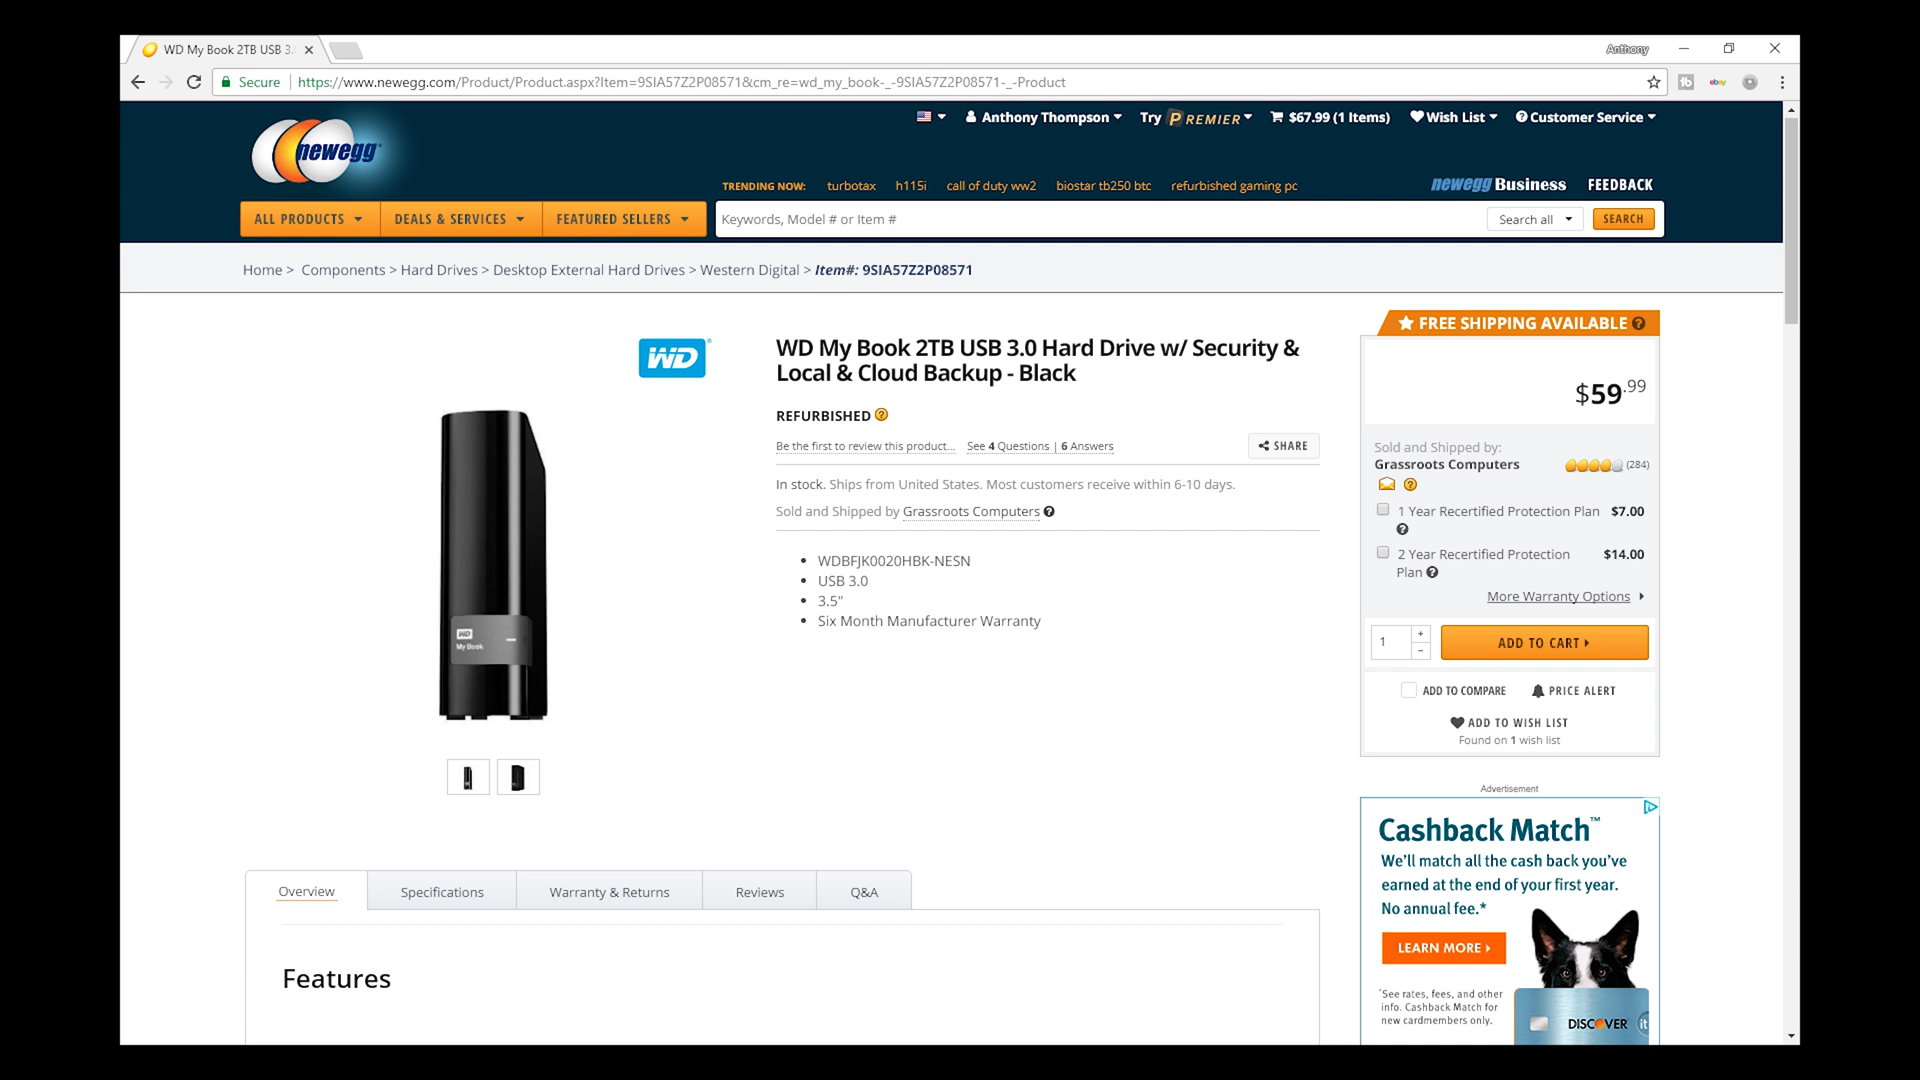 WD My Book 2TB USB 3.
Anthony
Secure https://www.newegg.com/Product/Product.aspx?Item=9SIA57Z2P08571&cm_re=wd_my_book-_-9SIA57Z2P08571-_-Product
ebay
newegg
Anthony Thompson
Try PREMIER
$67.99 (1 Items)
Wish List
Customer Service
TRENDING NOW: turbotax h115i call of duty ww2 biostar tb250 btc refurbished gaming pc
newegg Business FEEDBACK
ALL PRODUCTS DEALS & SERVICES FEATURED SELLERS
Keywords, Model # or Item # Search all SEARCH
Home > Components > Hard Drives > Desktop External Hard Drives > Western Digital > Item#: 9SIA57Z2P08571
WD
WD
My Book
WD My Book 2TB USB 3.0 Hard Drive w/ Security &
Local & Cloud Backup - Black
REFURBISHED
Be the first to review this product... See 4 Questions | 6 Answers SHARE
In stock. Ships from United States. Most customers receive within 6-10 days.
Sold and Shipped by Grassroots Computers
• WDBFJK0020HBK-NESN
• USB 3.0
• 3.5"
• Six Month Manufacturer Warranty
FREE SHIPPING AVAILABLE
$59.99
Sold and Shipped by:
Grassroots Computers (284)
1 Year Recertified Protection Plan $7.00
2 Year Recertified Protection $14.00
Plan
More Warranty Options
1 + - ADD TO CART
ADD TO COMPARE PRICE ALERT
ADD TO WISH LIST
Found on 1 wish list
Advertisement
Cashback Match™
We'll match all the cash back you've
earned at the end of your first year.
No annual fee.*
LEARN MORE
*See rates, fees, and other
info. Cashback Match for
new cardmembers only.
DISCOVER it
Overview Specifications Warranty & Returns Reviews Q&A
Features